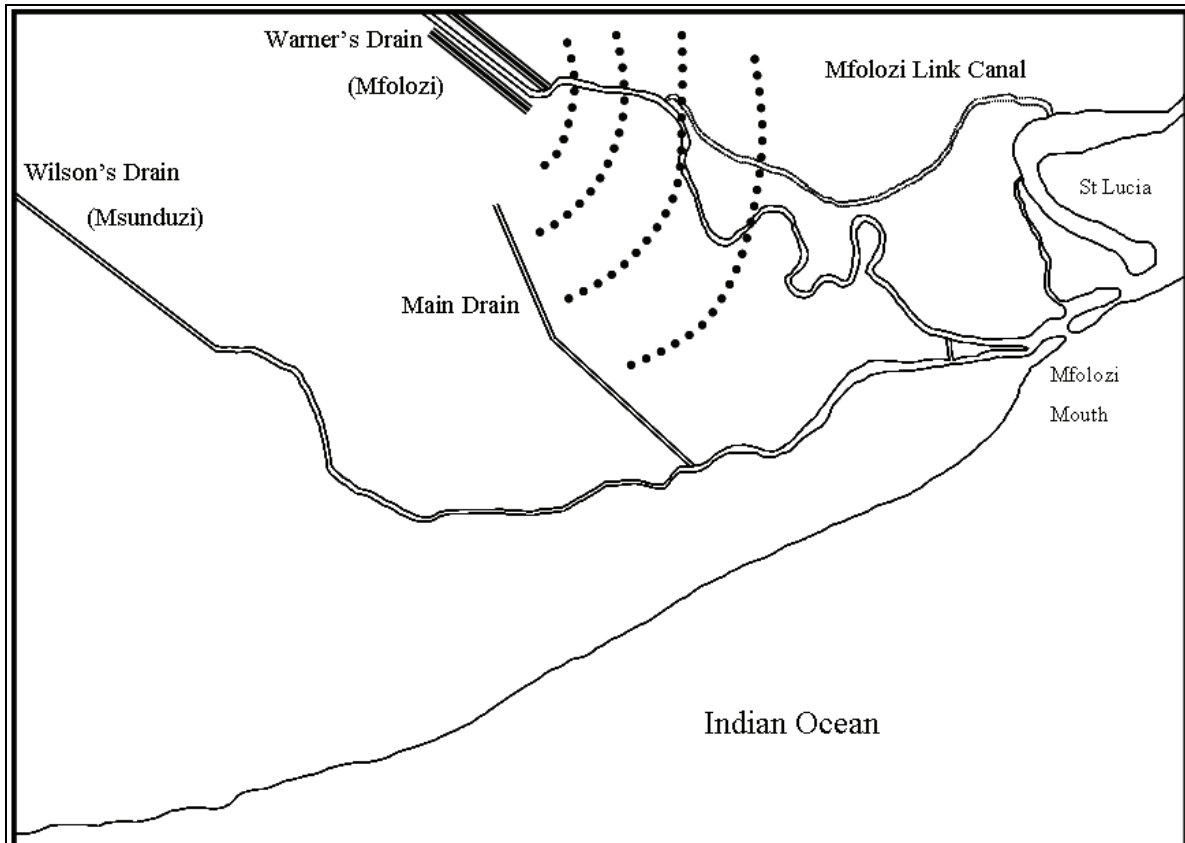 Warner's Drain
(Mfolozi)
Mfolozi Link Canal
Wilson's Drain
(Msunduzi)
St Lucia
Main Drain
Mfolozi
Mouth
Indian Ocean